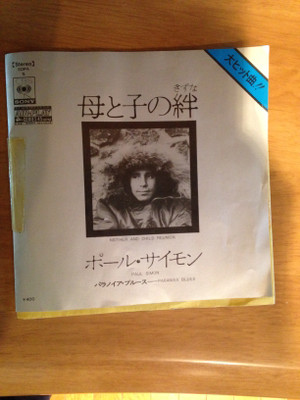 Stereo
SONY
大ヒット曲!!
きずな
母と子の絆
MOTHER AND CHILD REUNION
ポール・サイモン
PAUL SIMON
パラノイア・ブルース PARANOIA BLUES